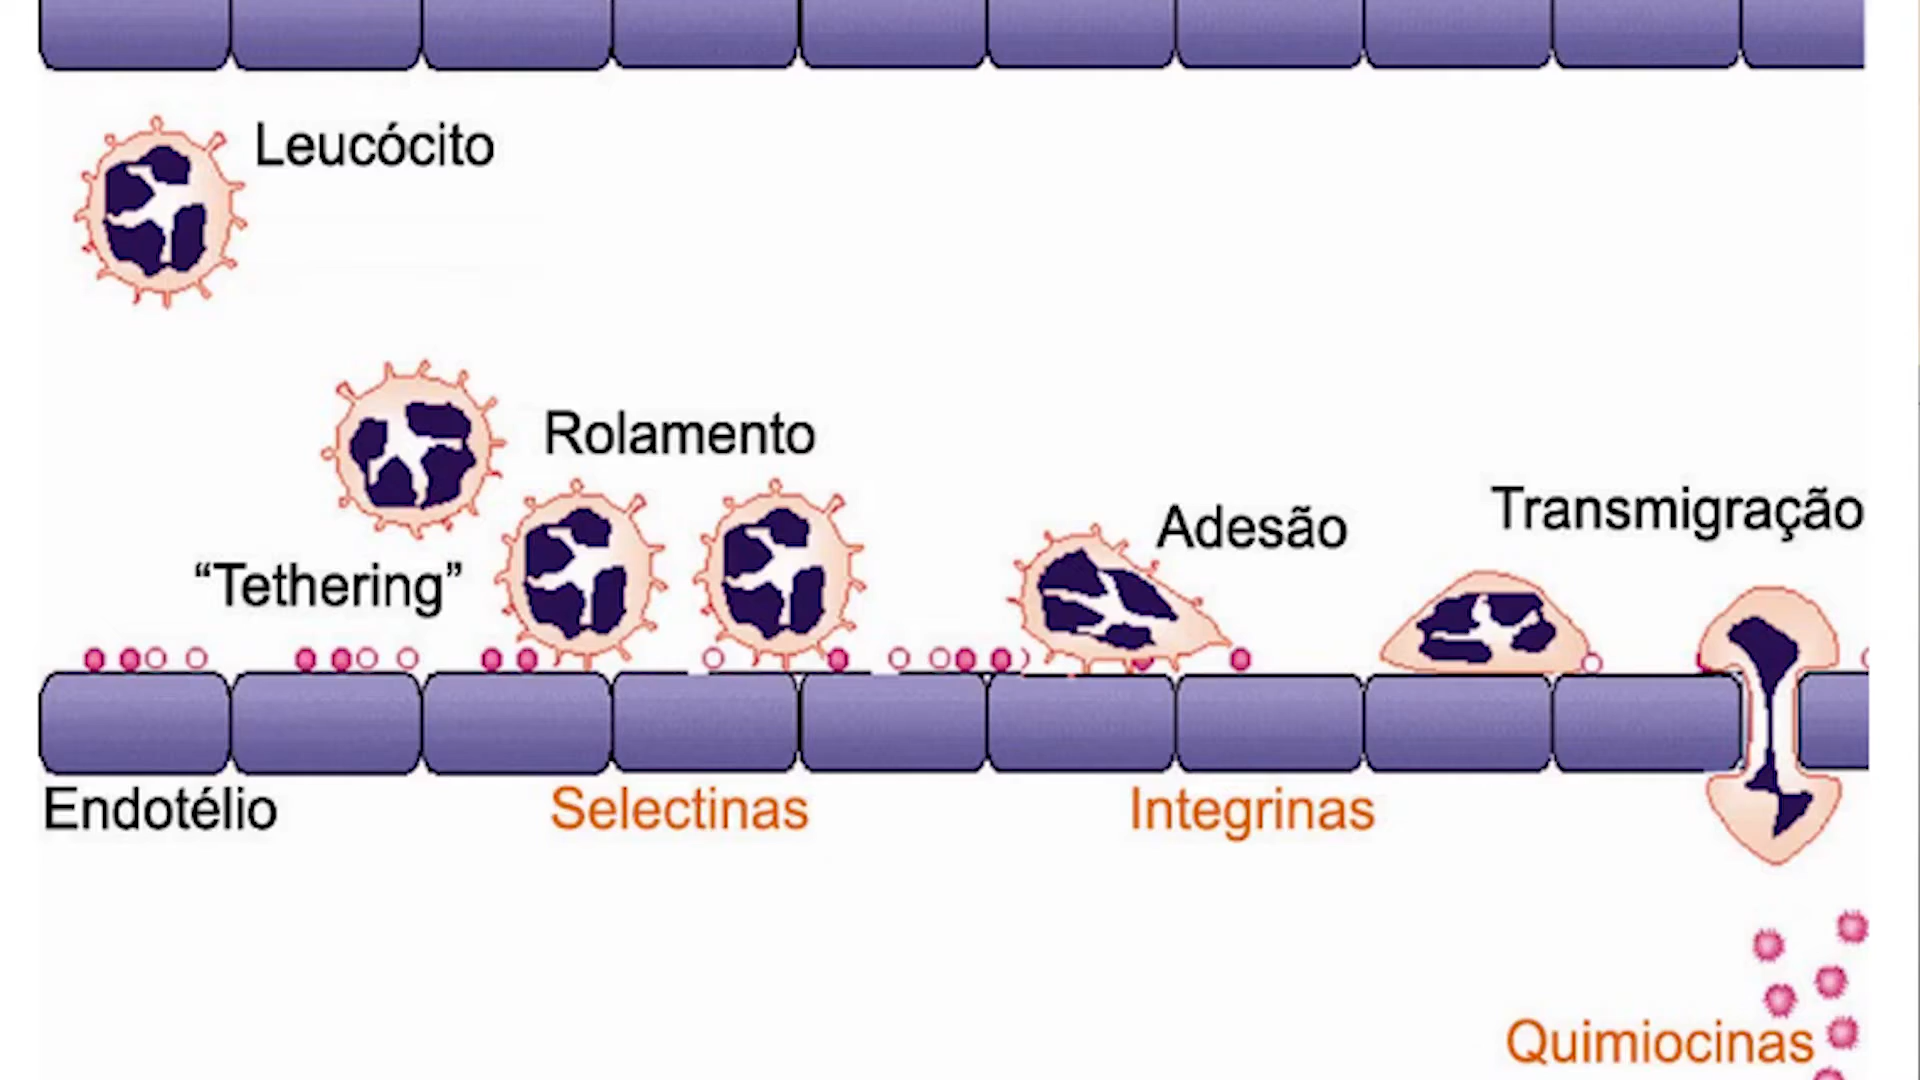 Leucócito
Rolamento
Transmigração
Adesão
“Tethering”
Endotélio
Selectinas
Integrinas
Quimiocinas